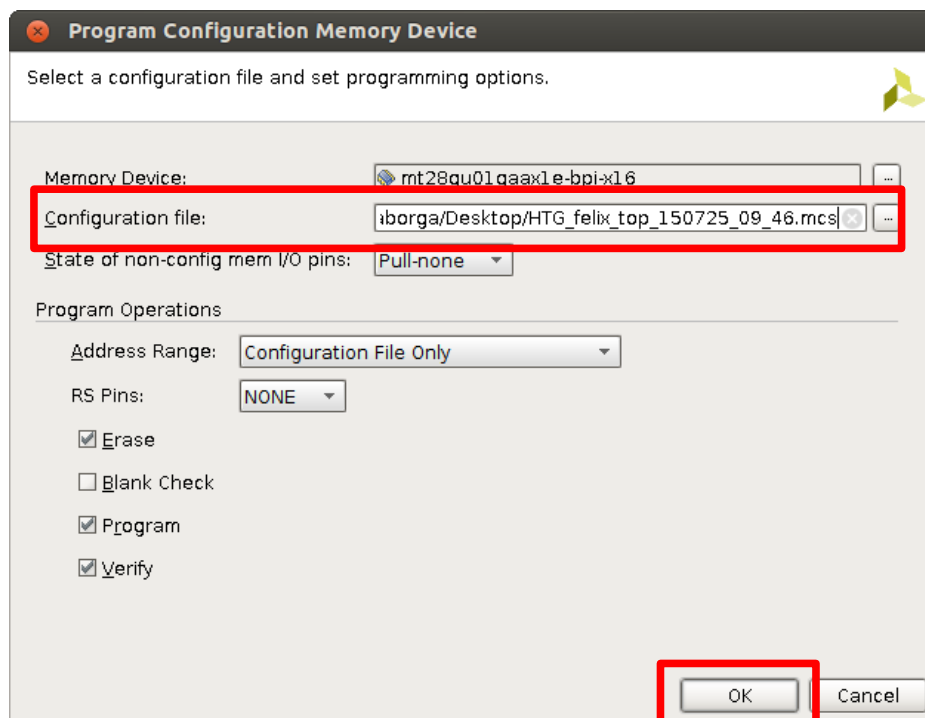 Program Configuration Memory Device
Select a configuration file and set programming options.
Memory Device: mt28gu01gaax1e-bpi-x16 ...
Configuration file: aborga/Desktop/HTG_felix_top_150725_09_46.mcs ...
State of non-config mem I/O pins: Pull-none
Program Operations
Address Range: Configuration File Only
RS Pins: NONE
Erase
Blank Check
Program
Verify
OK Cancel